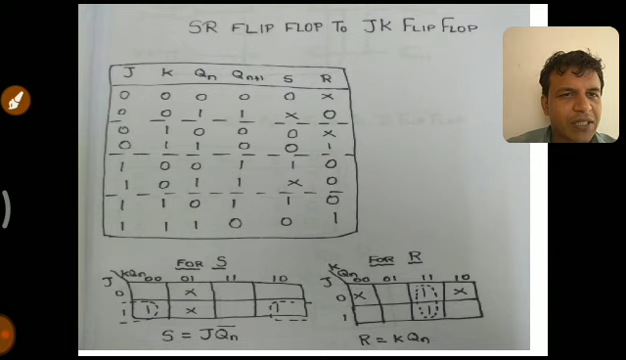 SR FLIP FLOP TO JK FLIP FLOP
J K Qn Qn+1 S R
0 0 0 0 0 X
0 0 1 1 X 0
0 1 0 0 0 X
0 1 1 0 0 1
1 0 0 1 1 0
1 0 1 1 X 0
1 1 0 1 1 0
1 1 1 0 0 1
FOR S
J KQn 00 01 11 10
0 X
1 1 X 1
S = JQ̅n
FOR R
J KQn 00 01 11 10
0 X 1 X
1 1
R = KQn